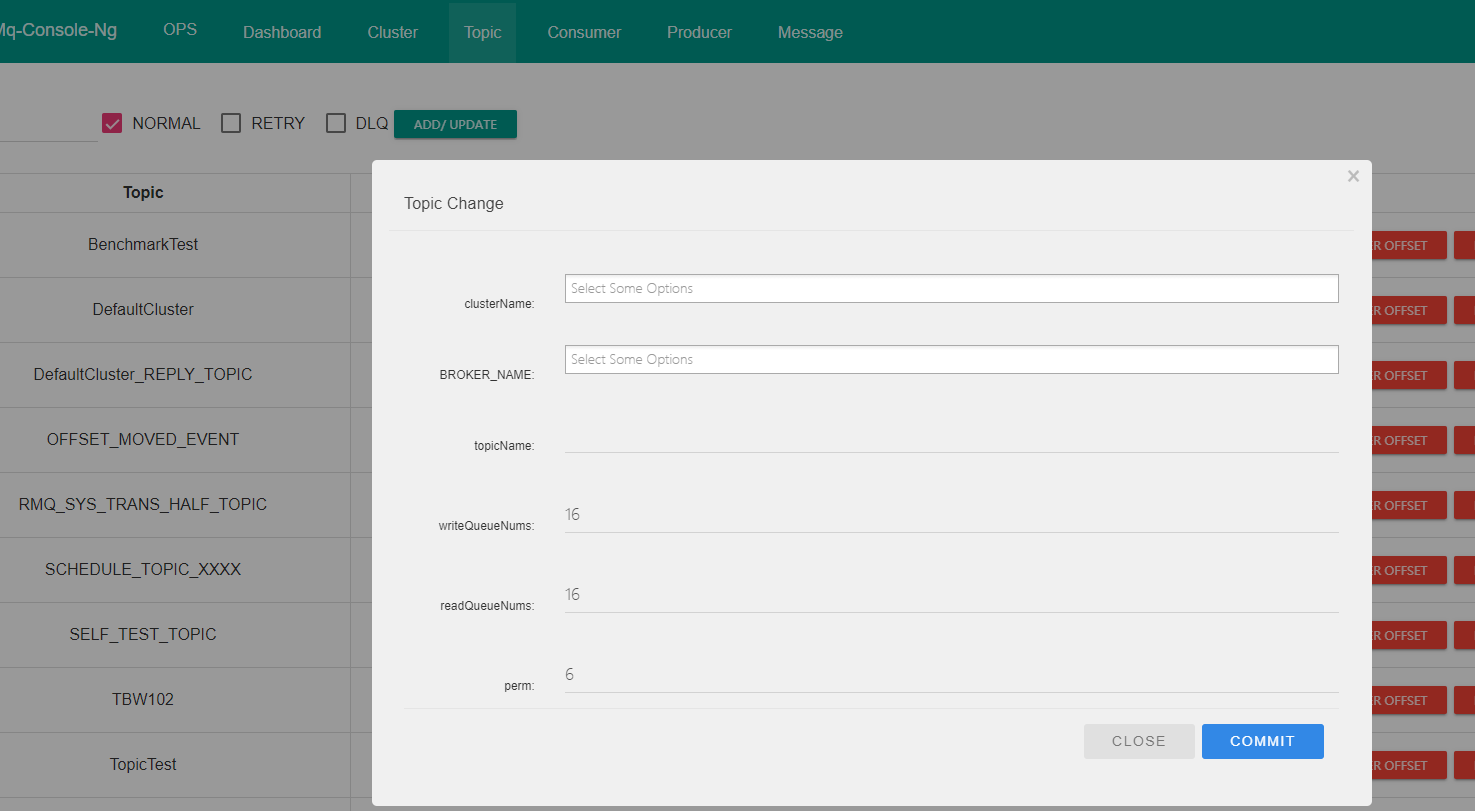 Mq-Console-Ng OPS Dashboard Cluster Topic Consumer Producer Message
NORMAL RETRY DLQ ADD/ UPDATE
×
Topic Change
Topic
BenchmarkTest
R OFFSET
DefaultCluster
R OFFSET
DefaultCluster_REPLY_TOPIC
R OFFSET
OFFSET_MOVED_EVENT
R OFFSET
RMQ_SYS_TRANS_HALF_TOPIC
R OFFSET
SCHEDULE_TOPIC_XXXX
R OFFSET
SELF_TEST_TOPIC
R OFFSET
TBW102
R OFFSET
TopicTest
R OFFSET
clusterName: Select Some Options
BROKER_NAME: Select Some Options
topicName:
writeQueueNums: 16
readQueueNums: 16
perm: 6
CLOSE COMMIT